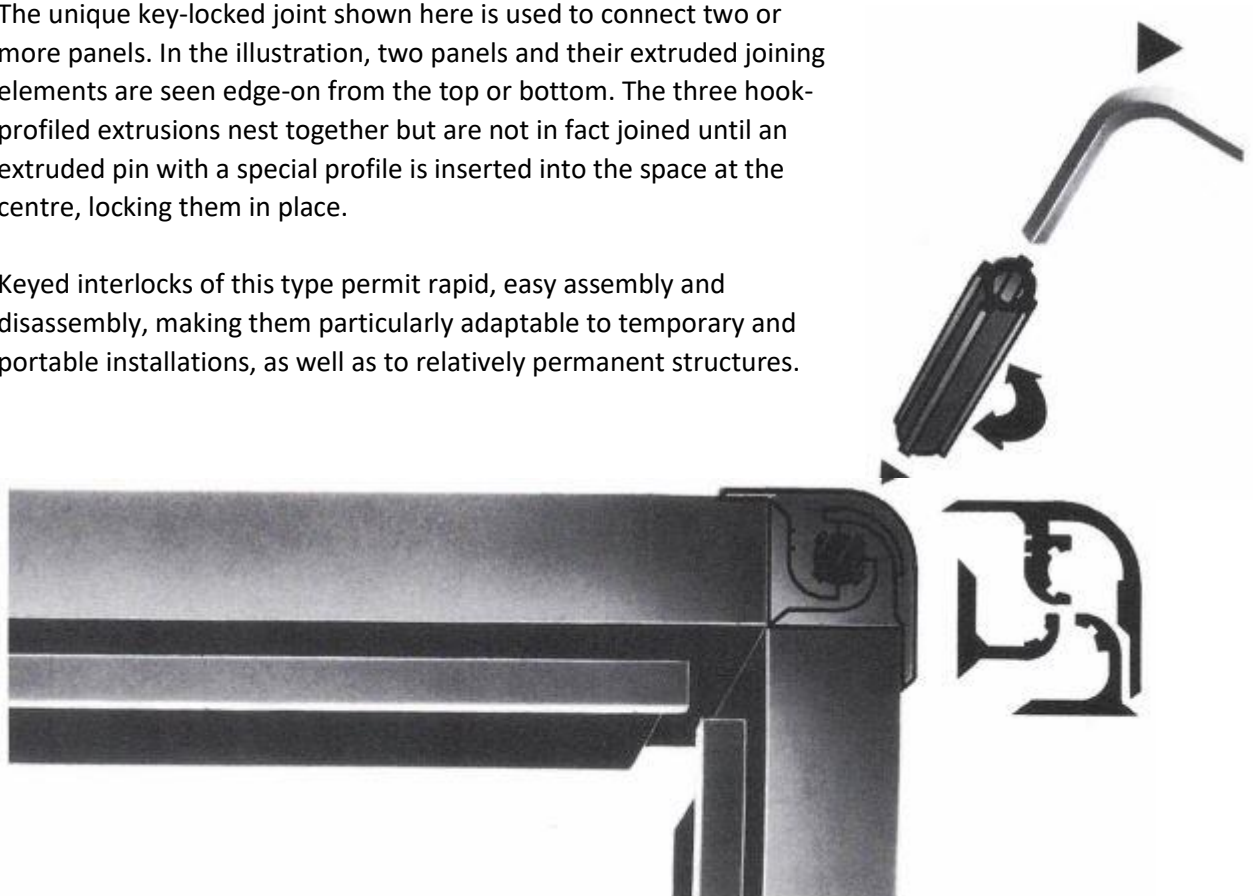 The unique key-locked joint shown here is used to connect two or
more panels. In the illustration, two panels and their extruded joining
elements are seen edge-on from the top or bottom. The three hook-
profiled extrusions nest together but are not in fact joined until an
extruded pin with a special profile is inserted into the space at the
centre, locking them in place.
Keyed interlocks of this type permit rapid, easy assembly and
disassembly, making them particularly adaptable to temporary and
portable installations, as well as to relatively permanent structures.